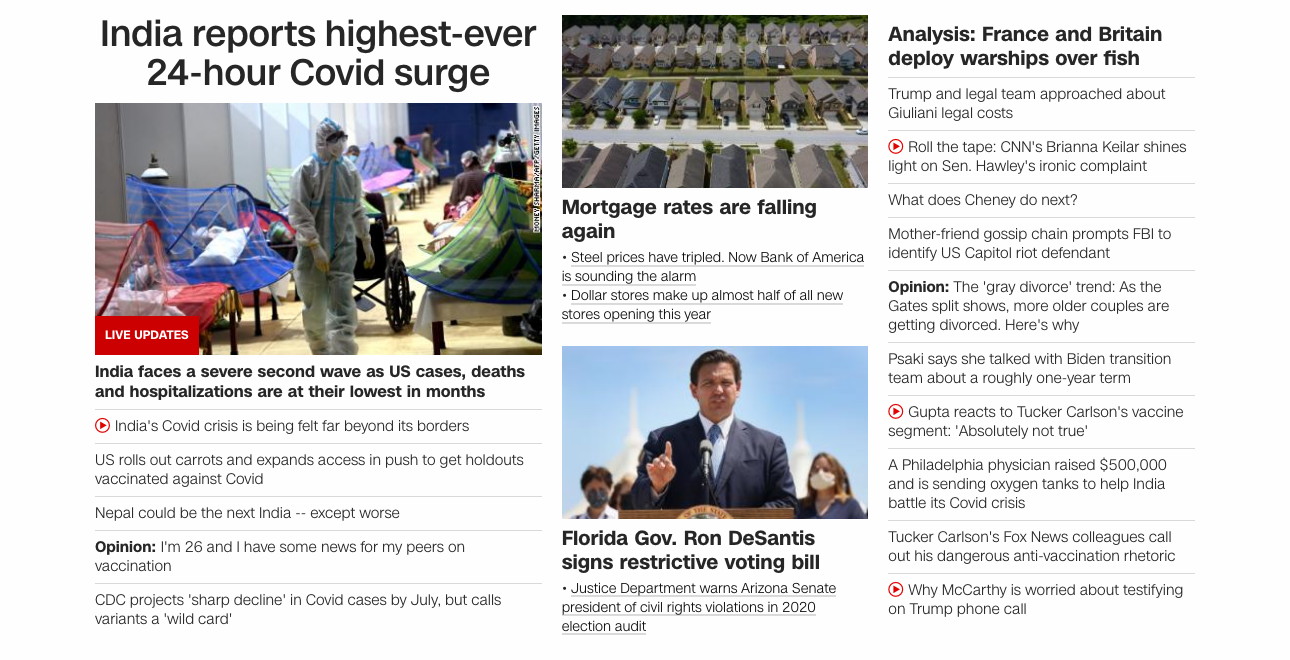 India reports highest-ever
24-hour Covid surge
MONEY SHARMA/AFP/GETTY IMAGES
LIVE UPDATES
India faces a severe second wave as US cases, deaths
and hospitalizations are at their lowest in months
India's Covid crisis is being felt far beyond its borders
US rolls out carrots and expands access in push to get holdouts
vaccinated against Covid
Nepal could be the next India -- except worse
Opinion: I'm 26 and I have some news for my peers on
vaccination
CDC projects 'sharp decline' in Covid cases by July, but calls
variants a 'wild card'
Mortgage rates are falling
again
• Steel prices have tripled. Now Bank of America
is sounding the alarm
• Dollar stores make up almost half of all new
stores opening this year
Florida Gov. Ron DeSantis
signs restrictive voting bill
• Justice Department warns Arizona Senate
president of civil rights violations in 2020
election audit
Analysis: France and Britain
deploy warships over fish
Trump and legal team approached about
Giuliani legal costs
Roll the tape: CNN's Brianna Keilar shines
light on Sen. Hawley's ironic complaint
What does Cheney do next?
Mother-friend gossip chain prompts FBI to
identify US Capitol riot defendant
Opinion: The 'gray divorce' trend: As the
Gates split shows, more older couples are
getting divorced. Here's why
Psaki says she talked with Biden transition
team about a roughly one-year term
Gupta reacts to Tucker Carlson's vaccine
segment: 'Absolutely not true'
A Philadelphia physician raised $500,000
and is sending oxygen tanks to help India
battle its Covid crisis
Tucker Carlson's Fox News colleagues call
out his dangerous anti-vaccination rhetoric
Why McCarthy is worried about testifying
on Trump phone call